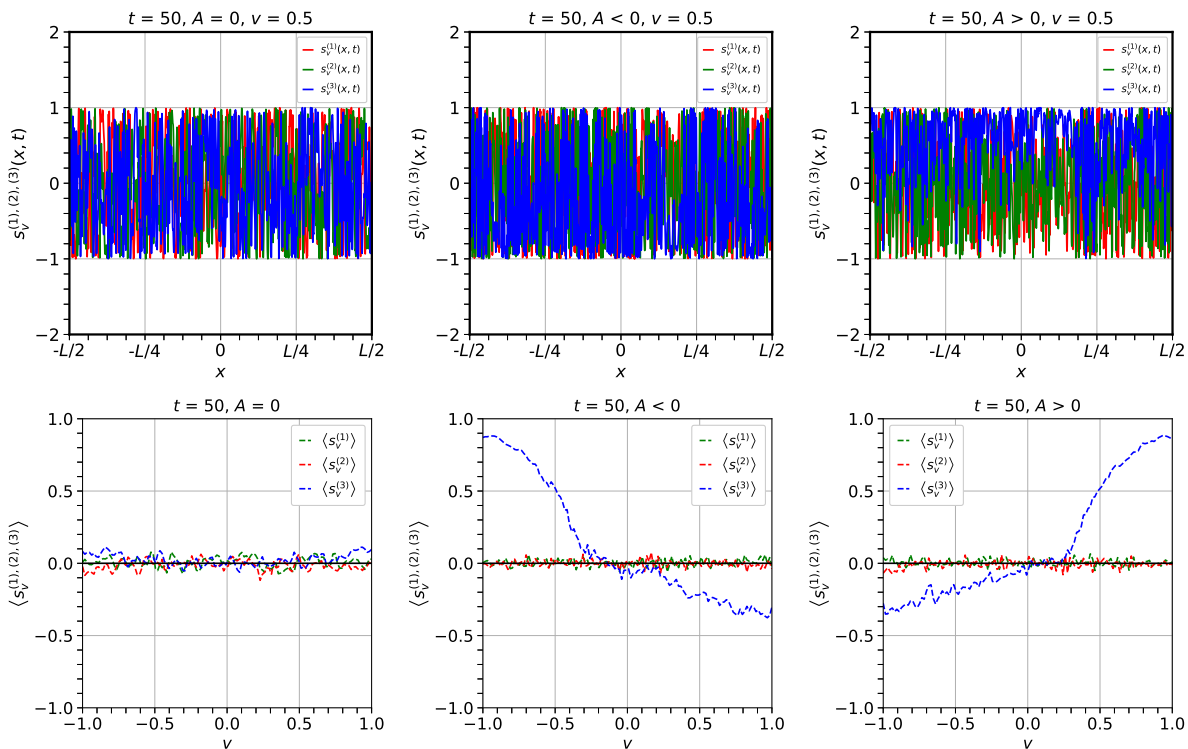 t = 50, A = 0, v = 0.5
2
1
0
−1
−2
s_v^{(1),(2),(3)}(x, t)
s_v^{(1)}(x, t)
s_v^{(2)}(x, t)
s_v^{(3)}(x, t)
-L/2 -L/4 0 L/4 L/2
x
t = 50, A < 0, v = 0.5
2
1
0
−1
−2
s_v^{(1),(2),(3)}(x, t)
s_v^{(1)}(x, t)
s_v^{(2)}(x, t)
s_v^{(3)}(x, t)
-L/2 -L/4 0 L/4 L/2
x
t = 50, A > 0, v = 0.5
2
1
0
−1
−2
s_v^{(1),(2),(3)}(x, t)
s_v^{(1)}(x, t)
s_v^{(2)}(x, t)
s_v^{(3)}(x, t)
-L/2 -L/4 0 L/4 L/2
x
t = 50, A = 0
1.0
0.5
0.0
−0.5
−1.0
⟨s_v^{(1),(2),(3)}⟩
⟨s_v^{(1)}⟩
⟨s_v^{(2)}⟩
⟨s_v^{(3)}⟩
−1.0 −0.5 0.0 0.5 1.0
v
t = 50, A < 0
1.0
0.5
0.0
−0.5
−1.0
⟨s_v^{(1),(2),(3)}⟩
⟨s_v^{(1)}⟩
⟨s_v^{(2)}⟩
⟨s_v^{(3)}⟩
−1.0 −0.5 0.0 0.5 1.0
v
t = 50, A > 0
1.0
0.5
0.0
−0.5
−1.0
⟨s_v^{(1),(2),(3)}⟩
⟨s_v^{(1)}⟩
⟨s_v^{(2)}⟩
⟨s_v^{(3)}⟩
−1.0 −0.5 0.0 0.5 1.0
v